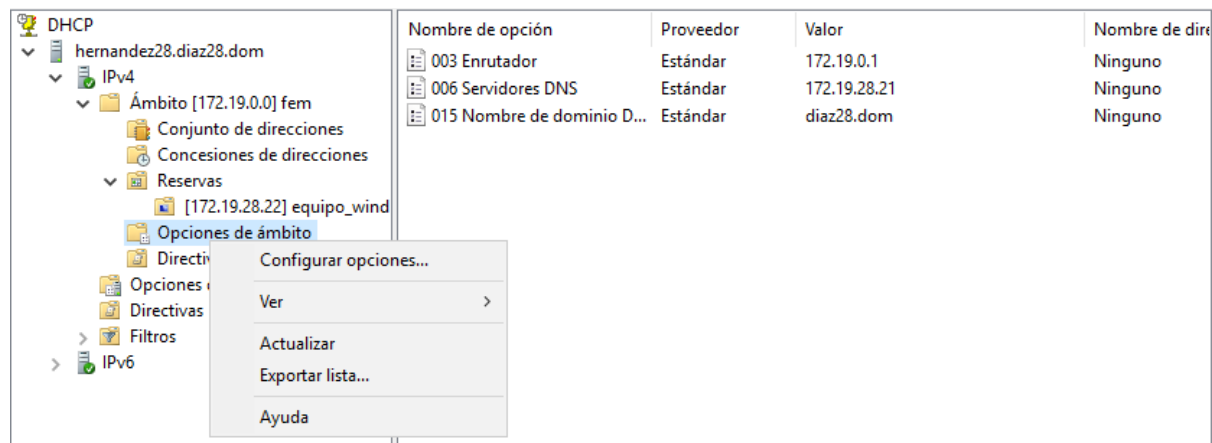 DHCP
hernandez28.diaz28.dom
IPv4
Ámbito [172.19.0.0] fem
Conjunto de direcciones
Concesiones de direcciones
Reservas
[172.19.28.22] equipo_wind
Opciones de ámbito
Directiv
Opciones
Directivas
Filtros
IPv6
Configurar opciones...
Ver
Actualizar
Exportar lista...
Ayuda
Nombre de opción Proveedor Valor Nombre de dire
003 Enrutador Estándar 172.19.0.1 Ninguno
006 Servidores DNS Estándar 172.19.28.21 Ninguno
015 Nombre de dominio D... Estándar diaz28.dom Ninguno